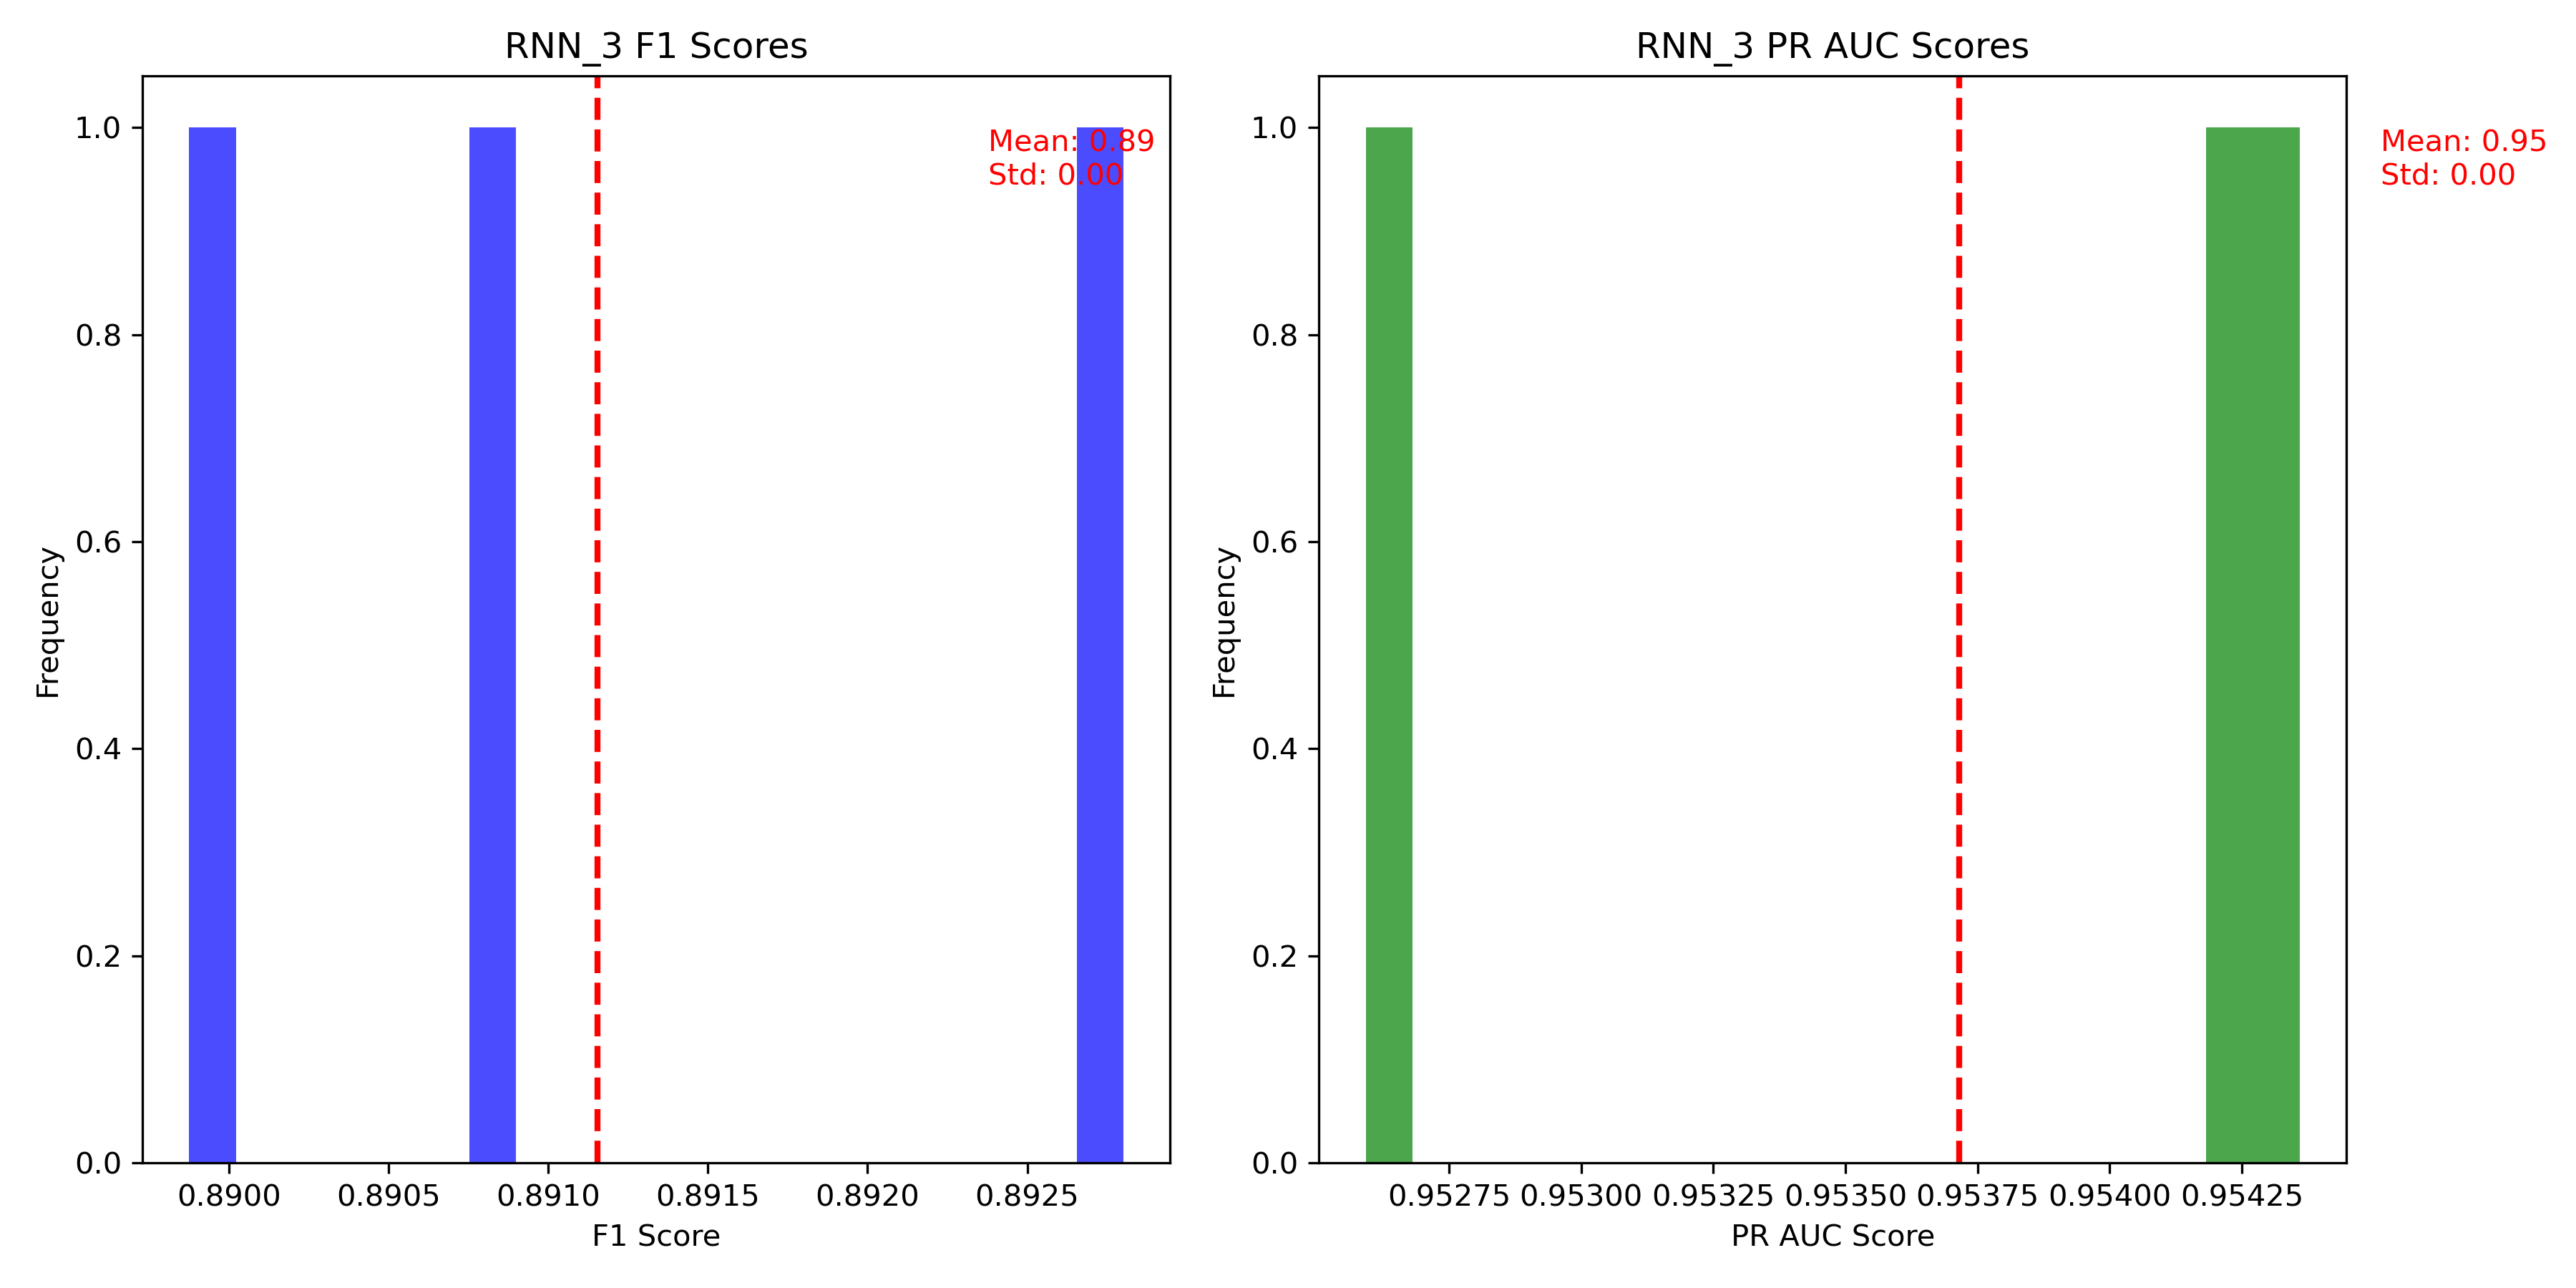 RNN_3 F1 Scores
1.0
0.8
0.6
0.4
0.2
0.0
Frequency
Mean: 0.89
Std: 0.00
0.8900 0.8905 0.8910 0.8915 0.8920 0.8925
F1 Score
RNN_3 PR AUC Scores
1.0
0.8
0.6
0.4
0.2
0.0
Frequency
Mean: 0.95
Std: 0.00
0.95275 0.95300 0.95325 0.95350 0.95375 0.95400 0.95425
PR AUC Score